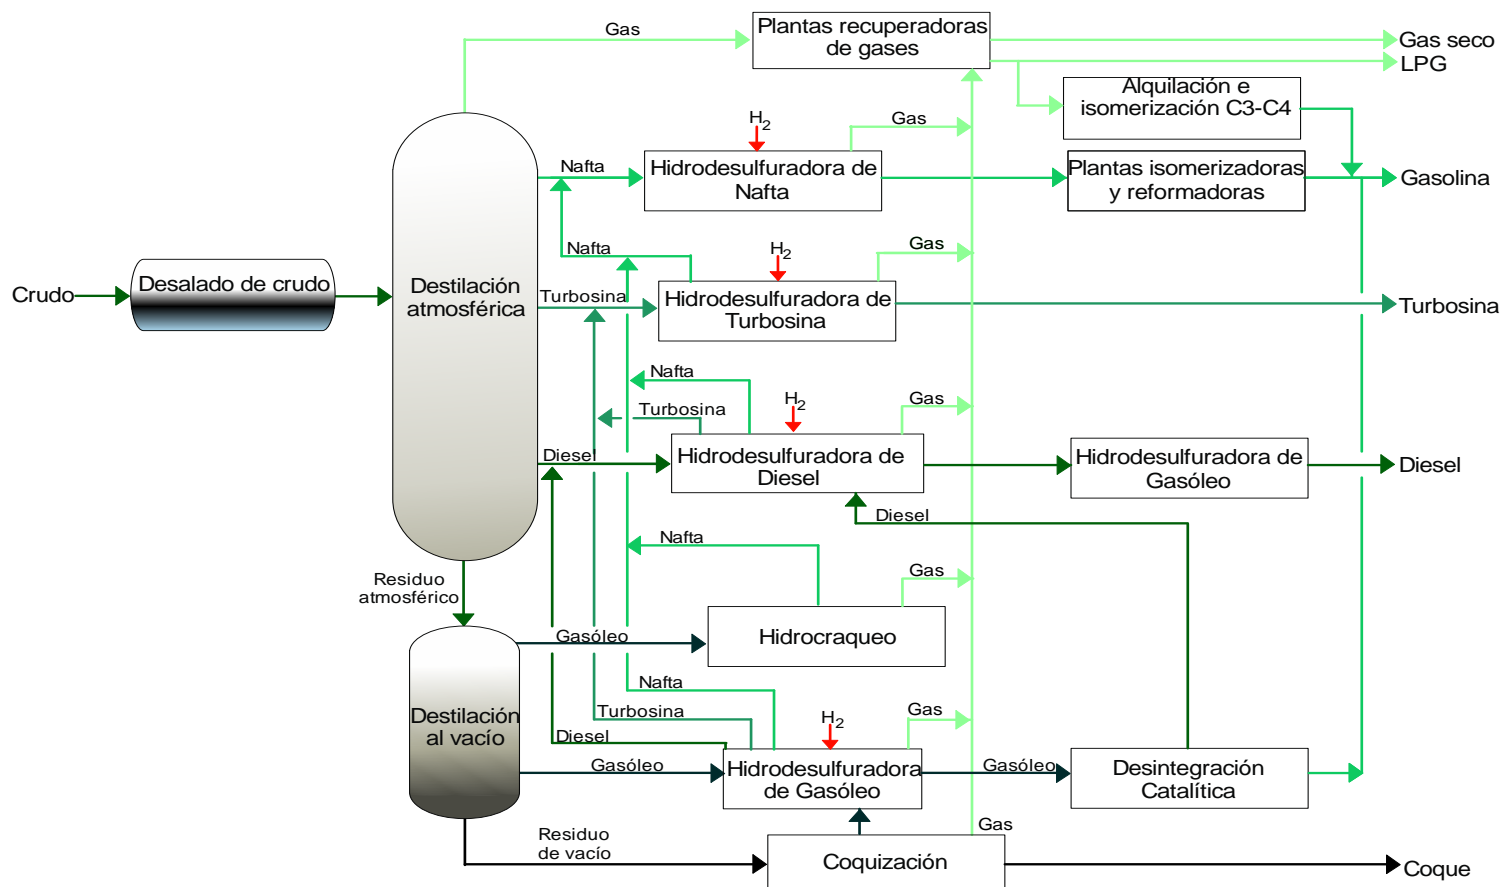 Gas
Plantas recuperadoras
de gases
Gas seco
LPG
Alquilación e
isomerización C3-C4
H2
Gas
Nafta
Hidrodesulfuradora de
Nafta
Plantas isomerizadoras
y reformadoras
Gasolina
Nafta
H2
Gas
Crudo
Desalado de crudo
Destilación
atmosférica
Turbosina
Hidrodesulfuradora de
Turbosina
Turbosina
Nafta
Turbosina
H2
Gas
Diesel
Hidrodesulfuradora de
Diesel
Hidrodesulfuradora de
Gasóleo
Diesel
Diesel
Nafta
Gas
Residuo
atmosférico
Gasóleo
Hidrocraqueo
Nafta
Turbosina
Diesel
H2
Gas
Destilación
al vacío
Gasóleo
Hidrodesulfuradora
de Gasóleo
Gasóleo
Desintegración
Catalítica
Residuo
de vacío
Gas
Coquización
Coque